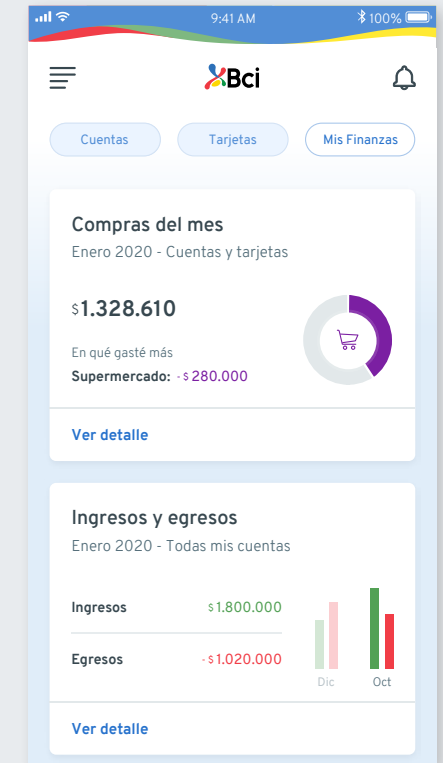 9:41 AM
100%
Bci
Cuentas
Tarjetas
Mis Finanzas
Compras del mes
Enero 2020 - Cuentas y tarjetas
$1.328.610
En qué gasté más
Supermercado: -$280.000
Ver detalle
Ingresos y egresos
Enero 2020 - Todas mis cuentas
Ingresos $1.800.000
Egresos -$1.020.000
Dic Oct
Ver detalle